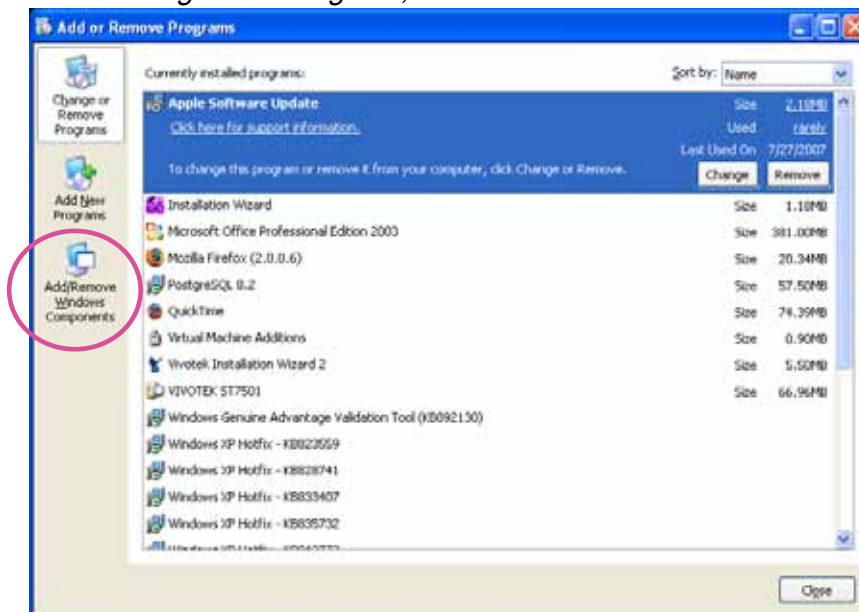 Add or Remove Programs
Change or
Remove
Programs
Add New
Programs
Add/Remove
Windows
Components
Currently installed programs:
Sort by: Name
Apple Software Update
Size 2.18MB
Click here for support information.
Used rarely
Last Used On 7/27/2007
To change this program or remove it from your computer, click Change or Remove.
Change Remove
Installation Wizard Size 1.10MB
Microsoft Office Professional Edition 2003 Size 381.00MB
Mozilla Firefox (2.0.0.6) Size 20.34MB
PostgreSQL 8.2 Size 57.50MB
QuickTime Size 74.39MB
Virtual Machine Additions Size 0.90MB
Vivotek Installation Wizard 2 Size 5.50MB
VIVOTEK ST7501 Size 66.96MB
Windows Genuine Advantage Validation Tool (KB892130)
Windows XP Hotfix - KB823559
Windows XP Hotfix - KB828741
Windows XP Hotfix - KB833407
Windows XP Hotfix - KB835732
Close